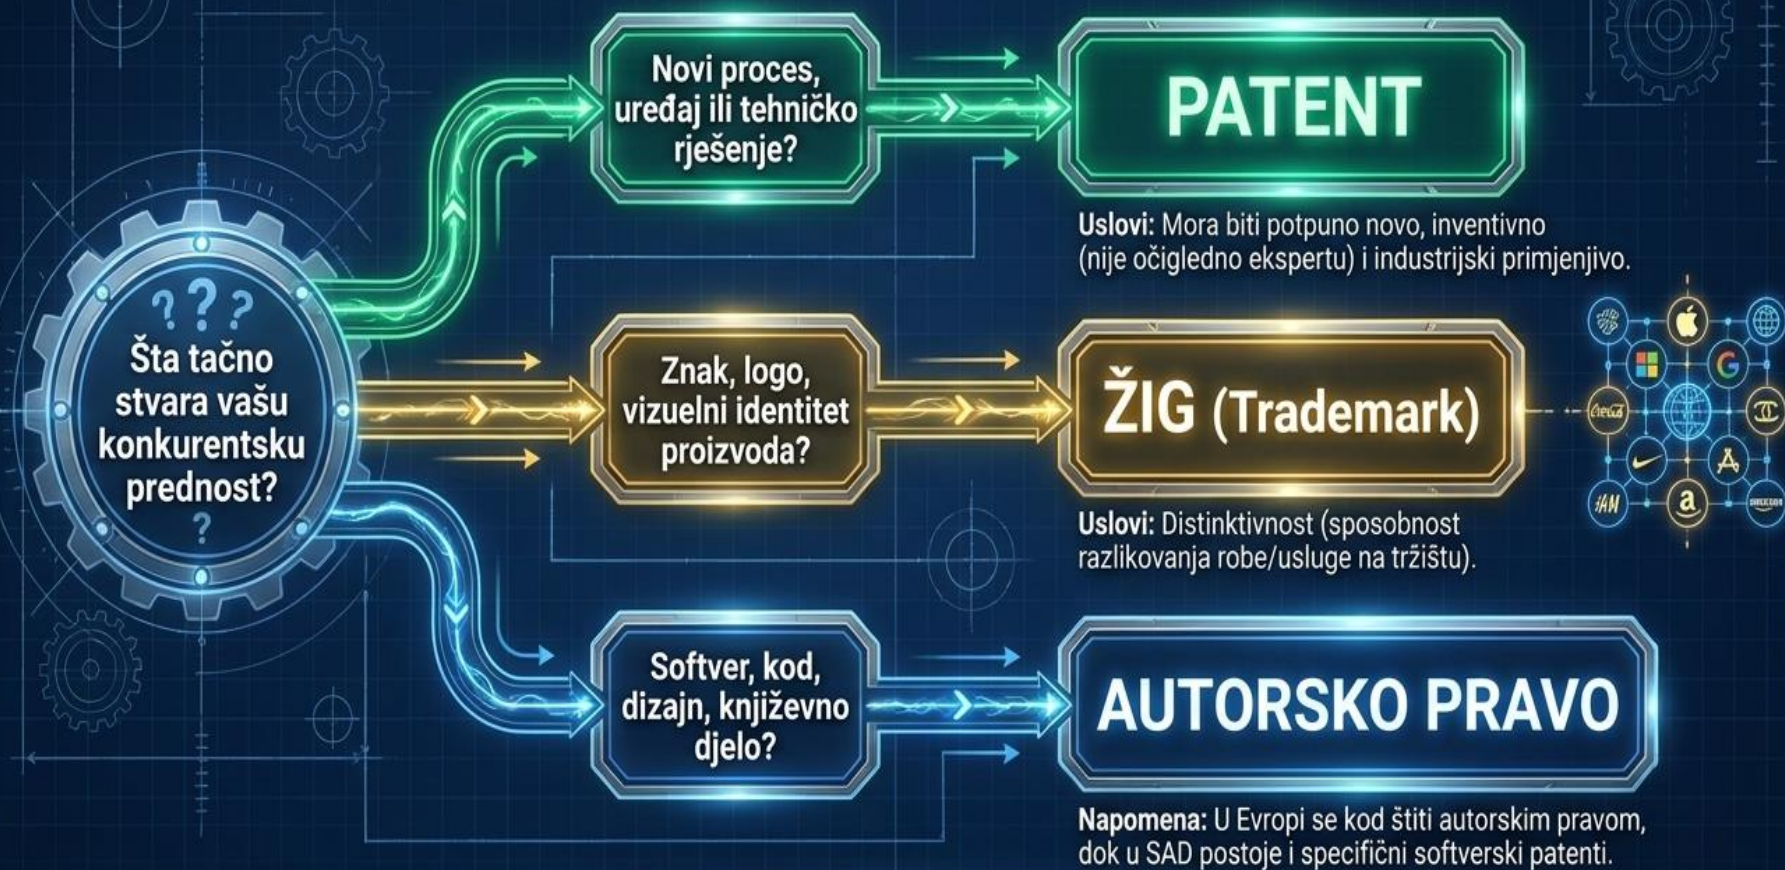 ? ? ?
Šta tačno
stvara vašu
konkurentsku
prednost?
?
Novi proces,
uređaj ili tehničko
rješenje?
PATENT
Uslovi: Mora biti potpuno novo, inventivno
(nije očigledno ekspertu) i industrijski primjenjivo.
Znak, logo,
vizuelni identitet
proizvoda?
ŽIG (Trademark)
Uslovi: Distinktivnost (sposobnost
razlikovanja robe/usluge na tržištu).
G
a
Softver, kod,
dizajn, književno
djelo?
AUTORSKO PRAVO
Napomena: U Evropi se kod štiti autorskim pravom,
dok u SAD postoje i specifični softverski patenti.